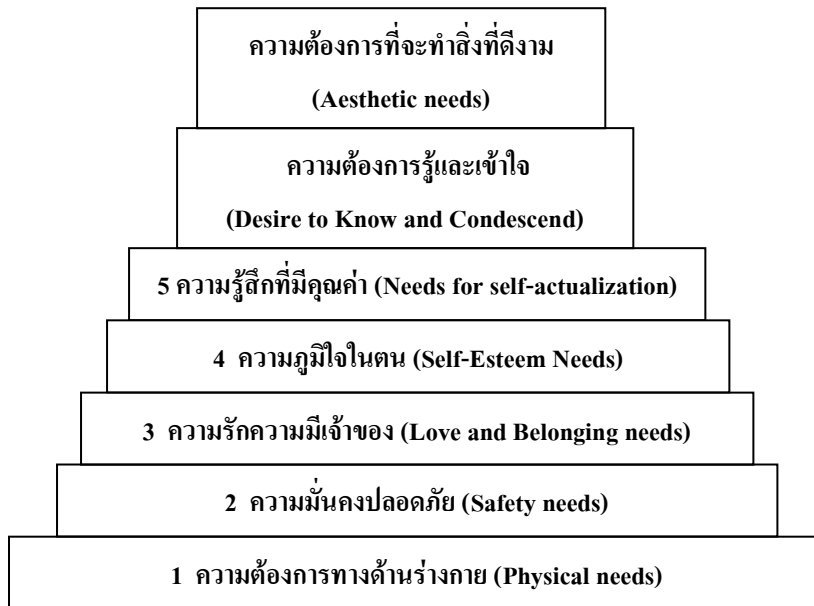 ความต้องการที่จะทำสิ่งที่ดีงาม
(Aesthetic needs)
ความต้องการรู้และเข้าใจ
(Desire to Know and Condescend)
5 ความรู้สึกที่มีคุณค่า (Needs for self-actualization)
4 ความภูมิใจในตน (Self-Esteem Needs)
3 ความรักความมีเจ้าของ (Love and Belonging needs)
2 ความมั่นคงปลอดภัย (Safety needs)
1 ความต้องการทางด้านร่างกาย (Physical needs)